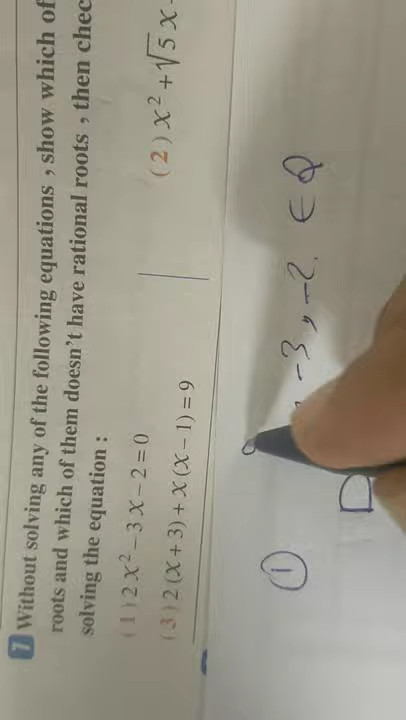 7 Without solving any of the following equations , show which of
roots and which of them doesn't have rational roots , then chec
solving the equation :
(1) 2x² – 3x – 2 = 0
(2) x² + √5 x -
(3) 2(x + 3) + x(x – 1) = 9
① -3 , -2 ∈ Q
D